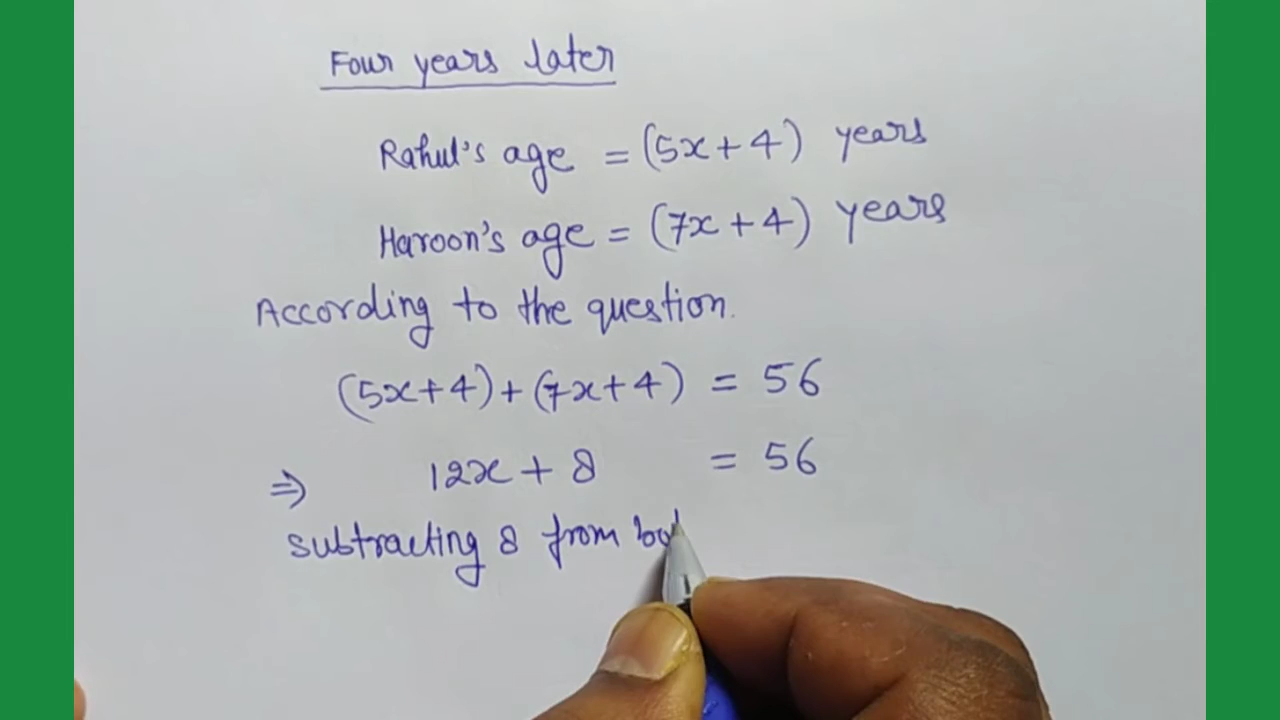 Four years later
Rahul's age = (5x+4) years
Haroon's age = (7x+4) years
According to the question.
(5x+4)+(7x+4) = 56
⇒ 12x + 8 = 56
subtracting 8 from